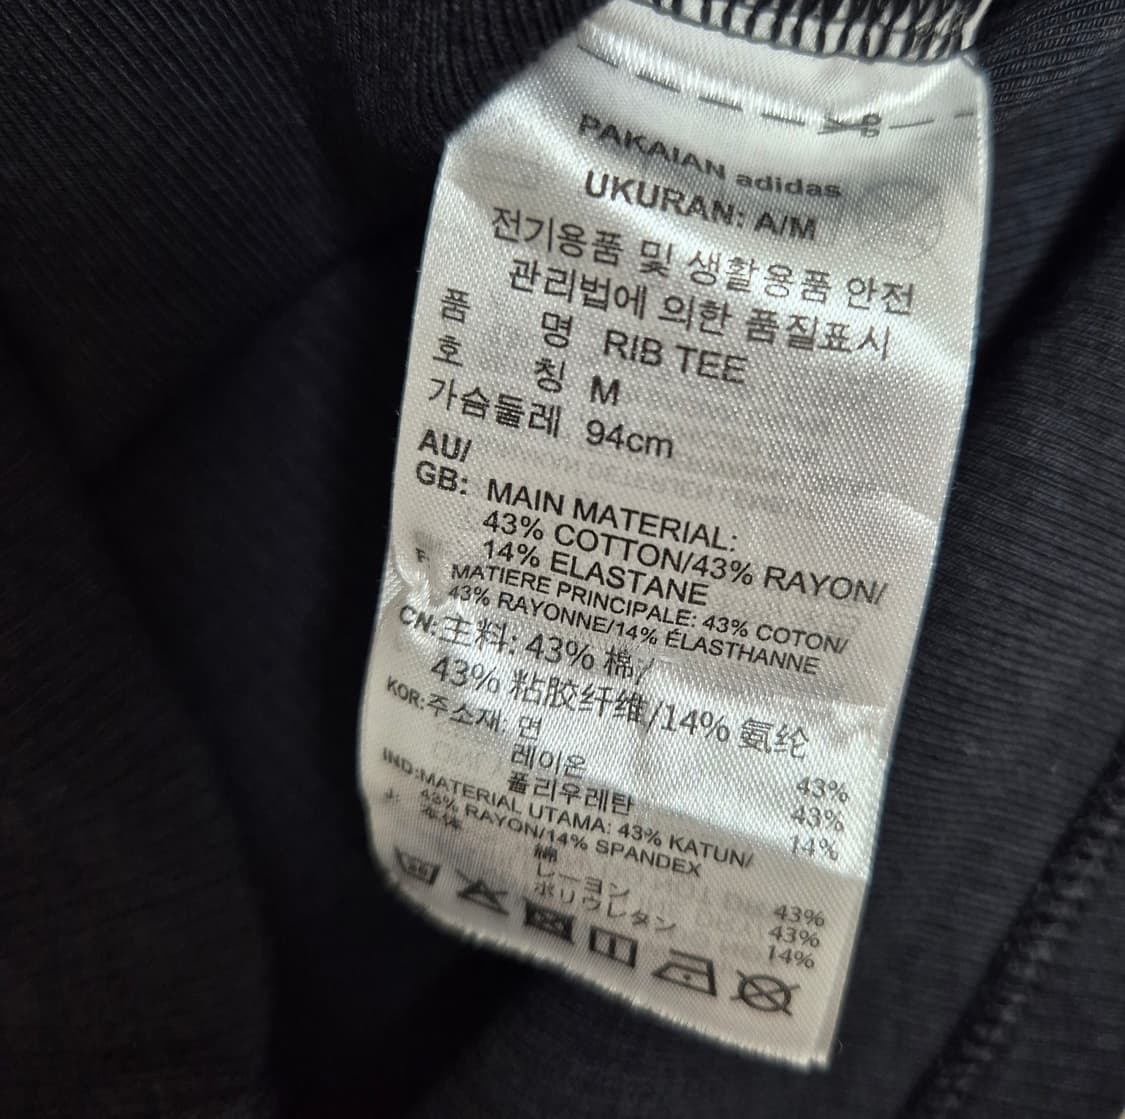 PAKAIAN adidas
UKURAN: A/M
전기용품 및 생활용품 안전
관리법에 의한 품질표시
품 명 RIB TEE
호 칭 M
가슴둘레 94cm
AU/
GB: MAIN MATERIAL:
43% COTTON/43% RAYON/
14% ELASTANE
MATIERE PRINCIPALE: 43% COTON/
43% RAYONNE/14% ÉLASTHANNE
CN: 主料: 43% 棉/
43% 粘胶纤维/14% 氨纶
KOR: 주소재: 면 43%
레이온 43%
폴리우레탄 14%
IND: MATERIAL UTAMA: 43% KATUN/
43% RAYON/14% SPANDEX
本体
綿 43%
レーヨン 43%
ポリウレタン 14%